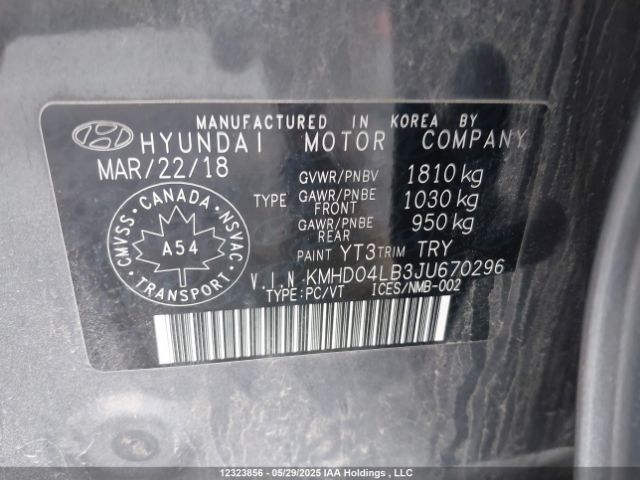 MANUFACTURED IN KOREA BY
HYUNDAI MOTOR COMPANY
MAR/22/18
GVWR/PNBV 1810 kg
TYPE GAWR/PNBE FRONT 1030 kg
GAWR/PNBE REAR 950 kg
PAINT YT3 TRIM TRY
V.I.N KMHD04LB3JU670296
TYPE:PC/VT ICES/NMB-002
CMVSS • CANADA • NSVAC
A54
TRANSPORT
12323856 - 05/29/2025 IAA Holdings , LLC